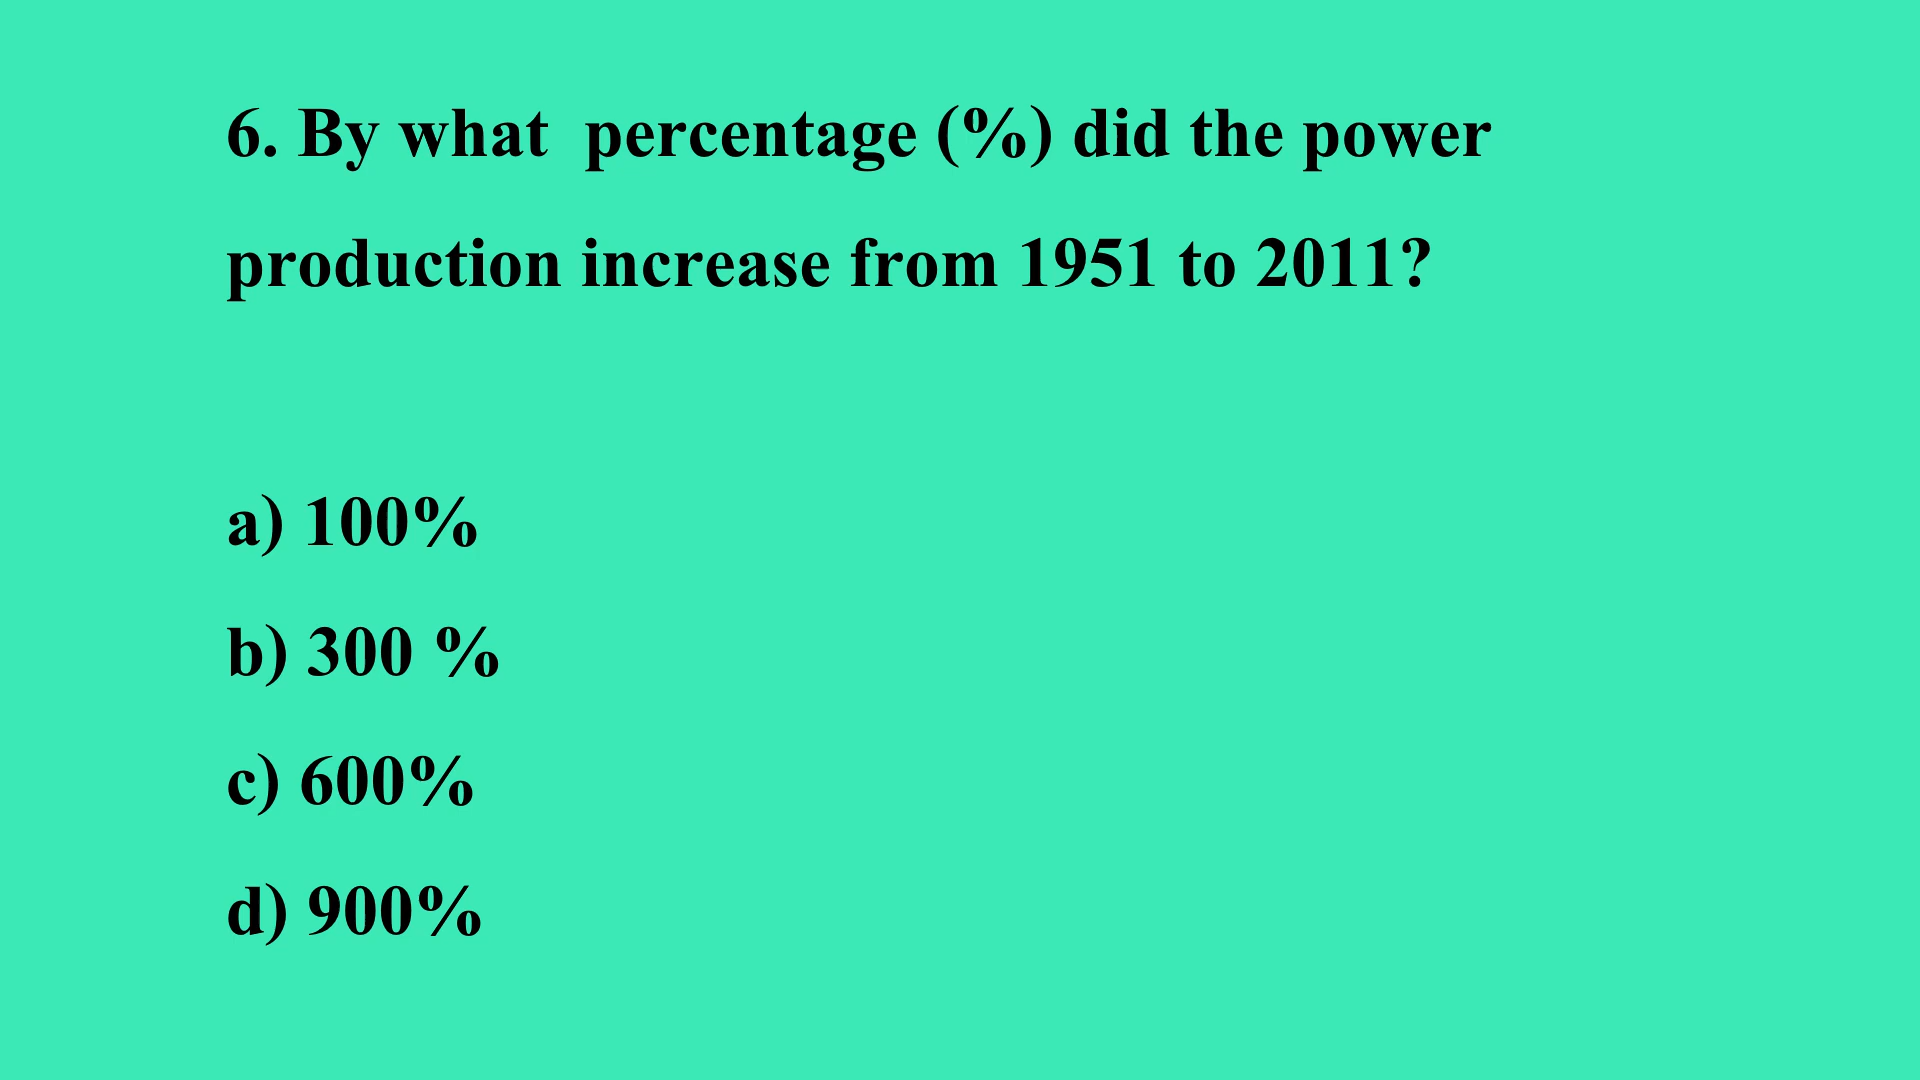 6. By what  percentage (%) did the power
production increase from 1951 to 2011?
a) 100%
b) 300 %
c) 600%
d) 900%